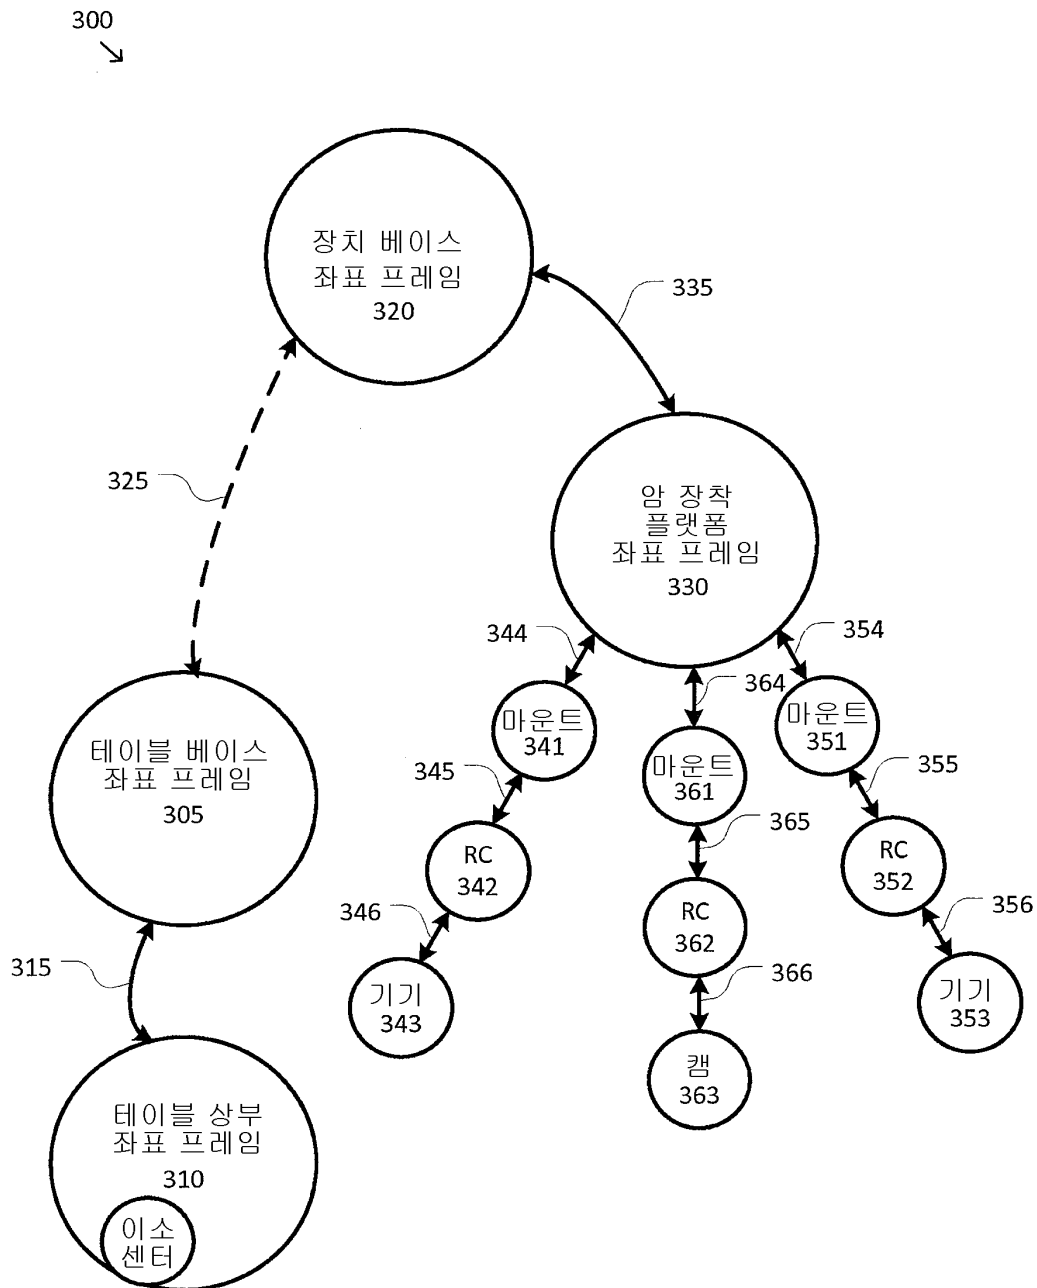 300
장치 베이스
좌표 프레임
320
335
325
암 장착
플랫폼
좌표 프레임
330
344
354
364
마운트
341
마운트
351
테이블 베이스
좌표 프레임
305
마운트
361
345
355
365
RC
342
RC
352
346
RC
362
356
315
366
기기
343
기기
353
캠
363
테이블 상부
좌표 프레임
310
이소
센터